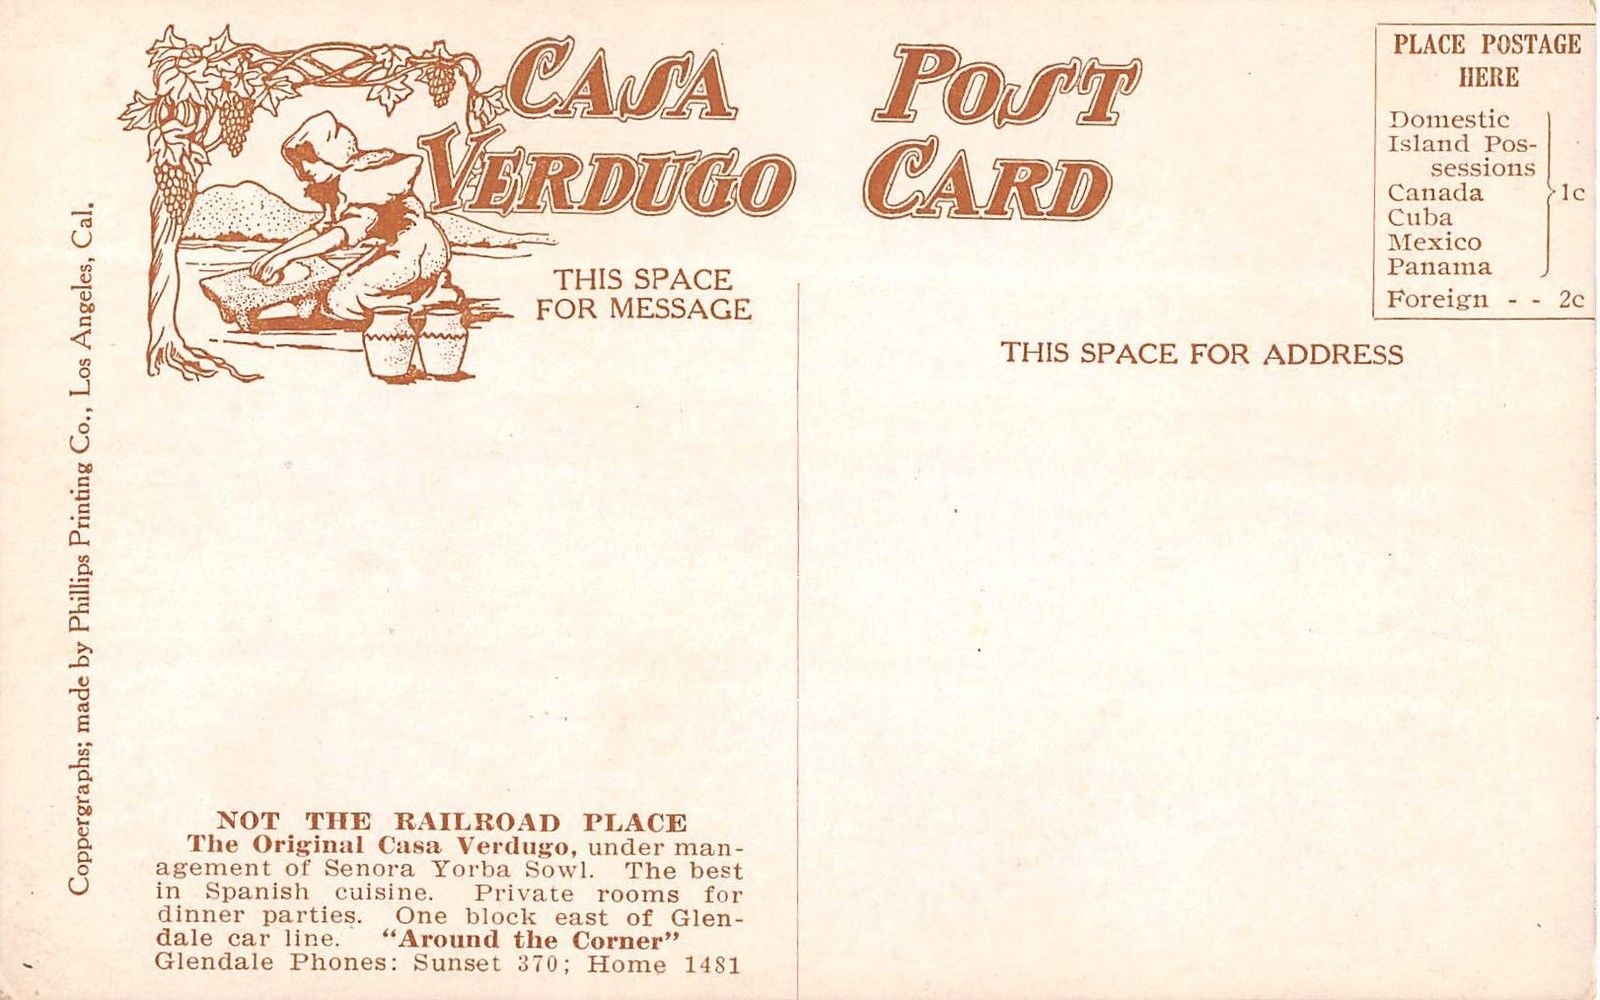 CASA
VERDUGO
POST
CARD
PLACE POSTAGE
HERE
Domestic
Island Pos-
sessions
Canada
Cuba
Mexico
Panama
1c
Foreign - - 2c
THIS SPACE
FOR MESSAGE
THIS SPACE FOR ADDRESS
Coppergraphs; made by Phillips Printing Co., Los Angeles, Cal.
NOT THE RAILROAD PLACE
The Original Casa Verdugo, under man-
agement of Senora Yorba Sowl. The best
in Spanish cuisine. Private rooms for
dinner parties. One block east of Glen-
dale car line. "Around the Corner"
Glendale Phones: Sunset 370; Home 1481